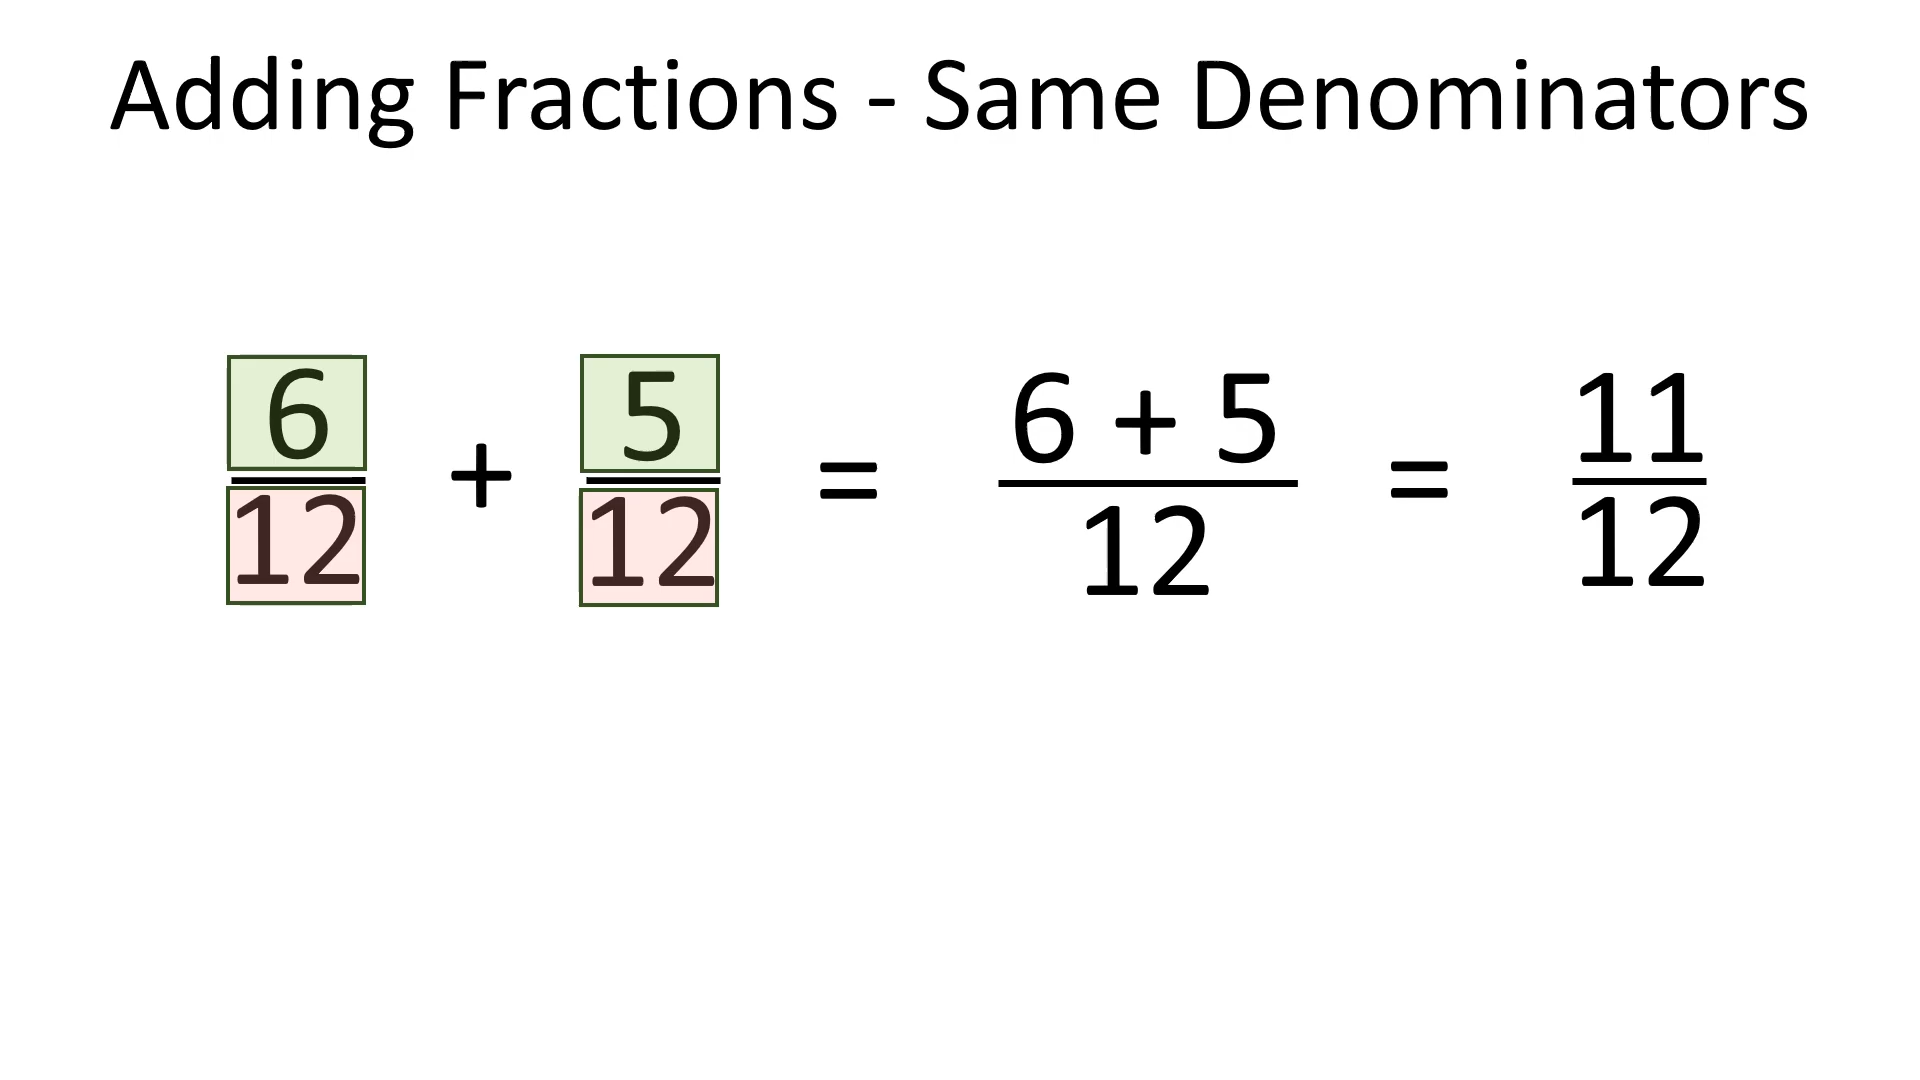 Adding Fractions - Same Denominators
6 5 6 + 5 11
+ = =
12 12 12 12